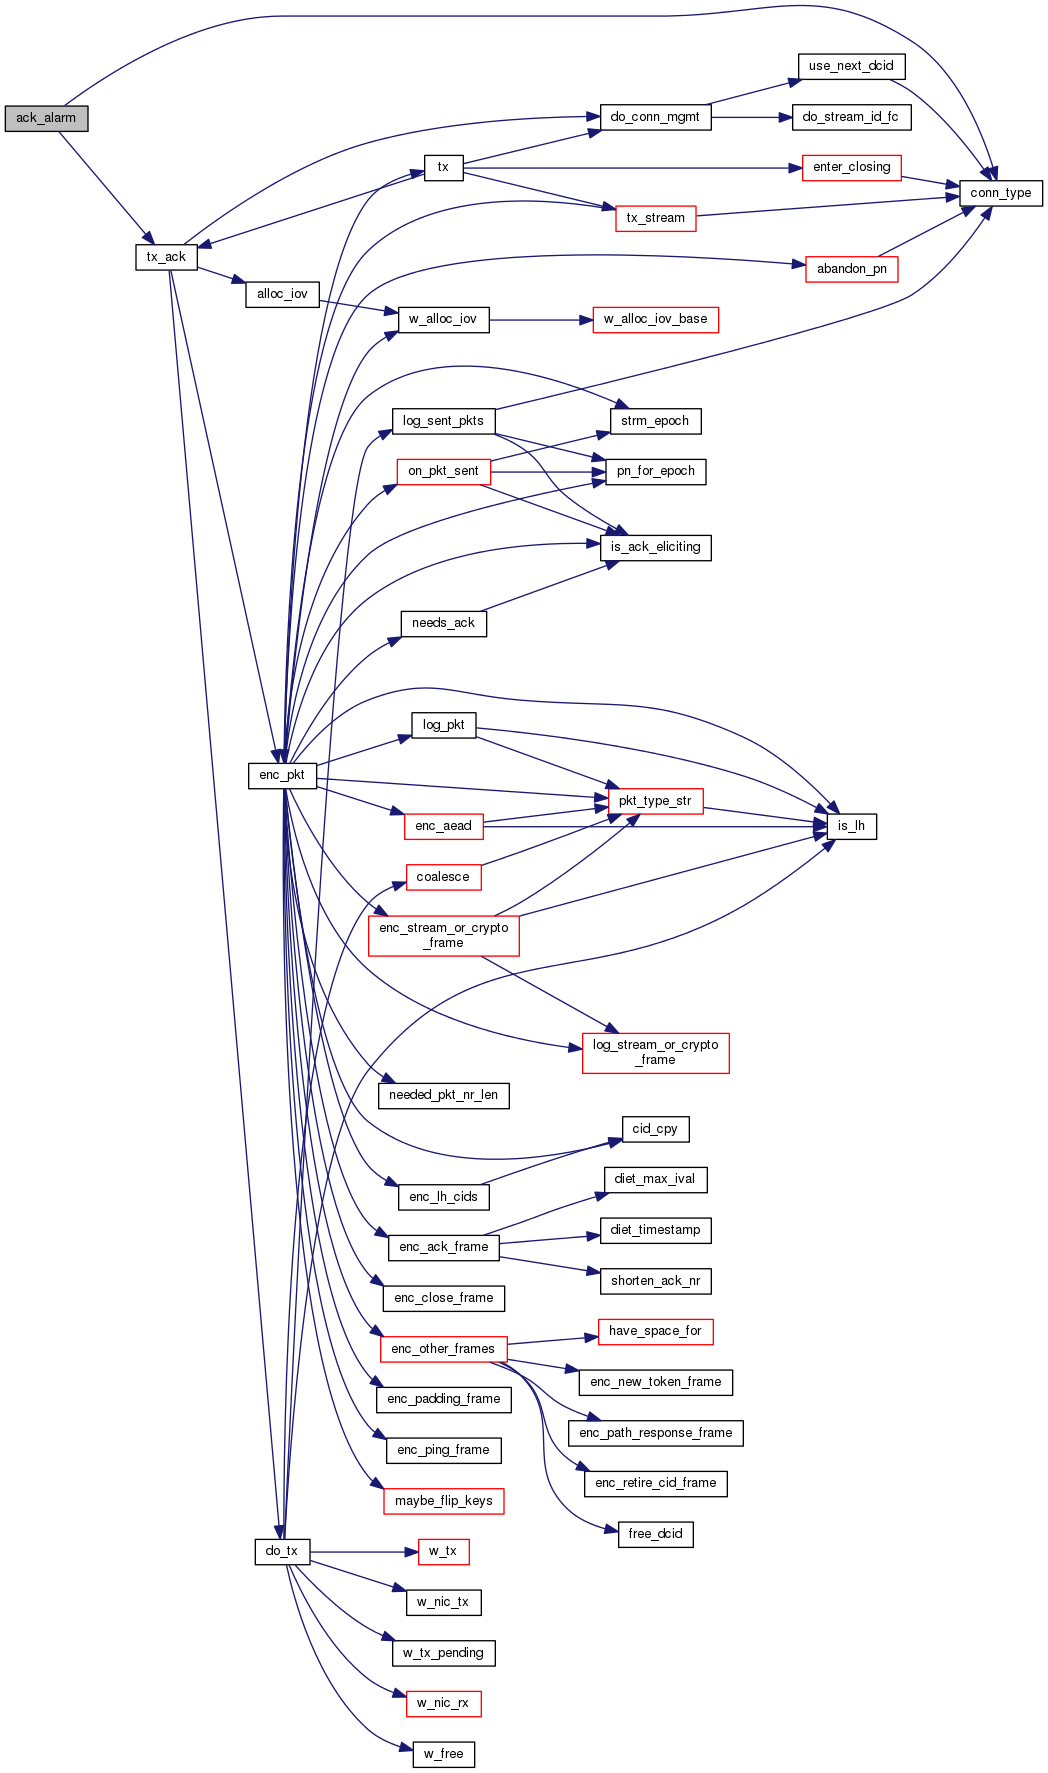 ack_alarm
use_next_dcid
do_conn_mgmt
do_stream_id_fc
tx
enter_closing
conn_type
tx_stream
tx_ack
abandon_pn
alloc_iov
w_alloc_iov
w_alloc_iov_base
log_sent_pkts
strm_epoch
on_pkt_sent
pn_for_epoch
is_ack_eliciting
needs_ack
log_pkt
enc_pkt
pkt_type_str
enc_aead
is_lh
coalesce
enc_stream_or_crypto
_frame
log_stream_or_crypto
_frame
needed_pkt_nr_len
cid_cpy
diet_max_ival
enc_lh_cids
diet_timestamp
enc_ack_frame
shorten_ack_nr
enc_close_frame
have_space_for
enc_other_frames
enc_new_token_frame
enc_padding_frame
enc_path_response_frame
enc_ping_frame
enc_retire_cid_frame
maybe_flip_keys
free_dcid
do_tx
w_tx
w_nic_tx
w_tx_pending
w_nic_rx
w_free